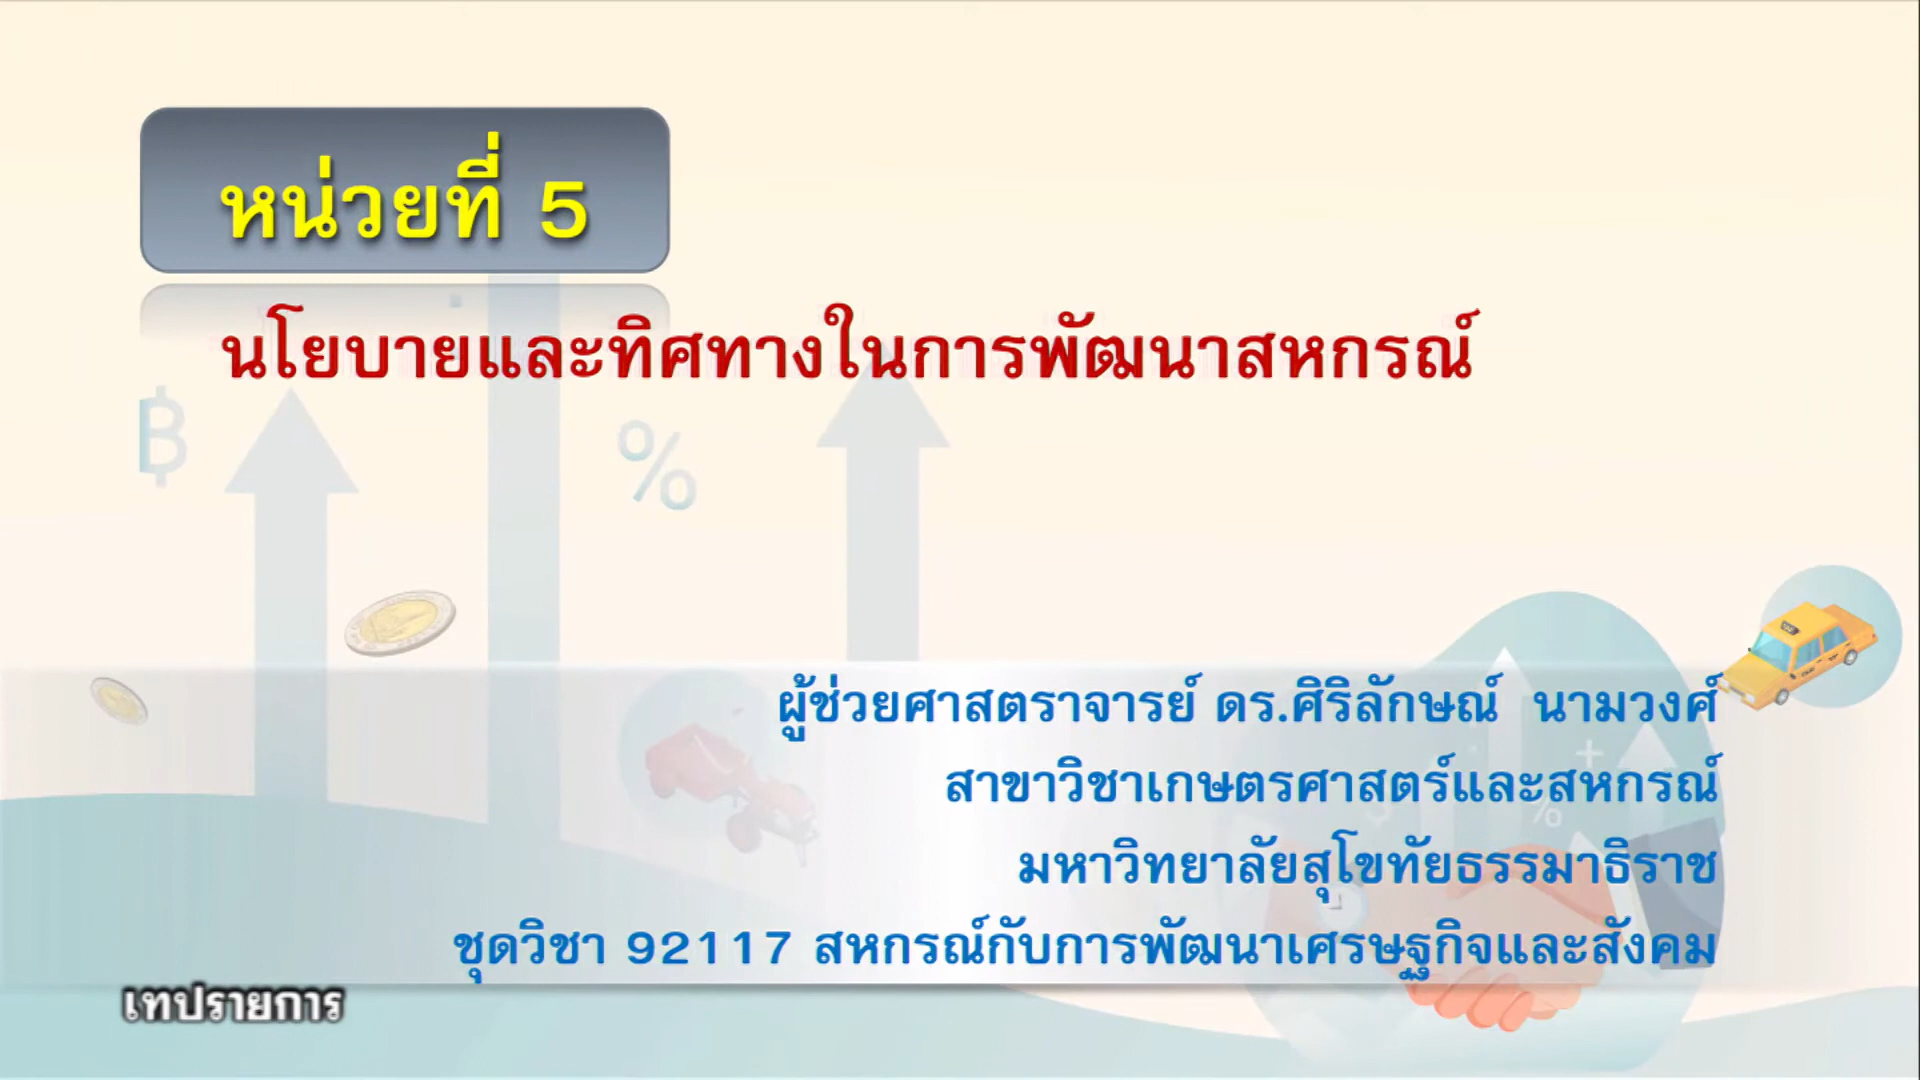 หน่วยที่ 5
นโยบายและทิศทางในการพัฒนาสหกรณ์
฿
%
ผู้ช่วยศาสตราจารย์ ดร.ศิริลักษณ์ นามวงศ์
สาขาวิชาเกษตรศาสตร์และสหกรณ์
มหาวิทยาลัยสุโขทัยธรรมาธิราช
ชุดวิชา 92117 สหกรณ์กับการพัฒนาเศรษฐกิจและสังคม
เทปรายการ